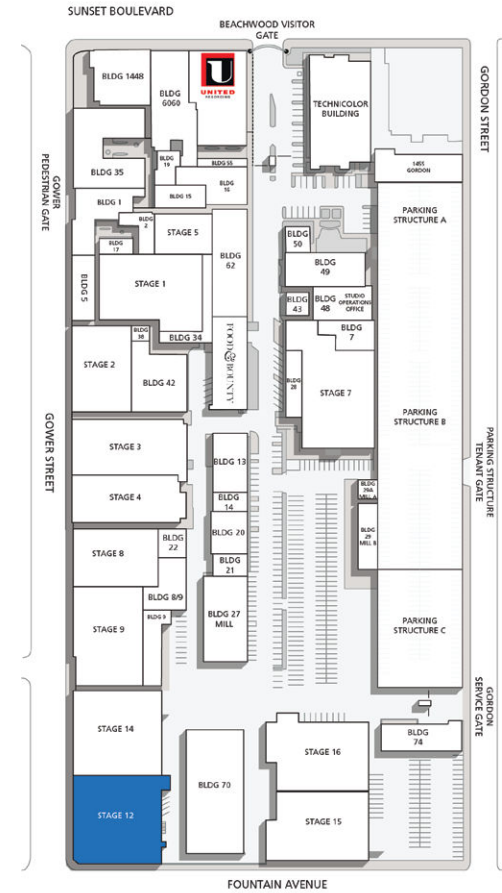 SUNSET BOULEVARD
BEACHWOOD VISITOR
GATE
BLDG 1448
BLDG
6060
U
UNITED
RECORDING
TECHNICOLOR
BUILDING
GORDON STREET
BLDG
19
BLDG 55
BLDG
16
BLDG 35
BLDG 15
1455
GORDON
GOWER
PEDESTRIAN GATE
BLDG 1
BLDG
2
STAGE 5
BLDG
17
BLDG
62
PARKING
STRUCTURE A
BLDG
50
BLDG
49
BLDG 5
STAGE 1
BLDG
43
BLDG
48
STUDIO
OPERATIONS
OFFICE
BLDG
38
BLDG 34
BLDG
7
STAGE 2
BLDG 42
FOOD & BOUNTY
BLDG
28
STAGE 7
PARKING
STRUCTURE B
GOWER STREET
STAGE 3
BLDG 13
PARKING STRUCTURE
TENANT GATE
STAGE 4
BLDG
14
BLDG
29A
MILL A
BLDG 20
BLDG
29
MILL B
STAGE 8
BLDG
22
BLDG
21
BLDG 8/9
BLDG 9
BLDG 27
MILL
STAGE 9
PARKING
STRUCTURE C
GORDON
SERVICE GATE
STAGE 14
BLDG
74
STAGE 16
BLDG 70
STAGE 12
STAGE 15
FOUNTAIN AVENUE